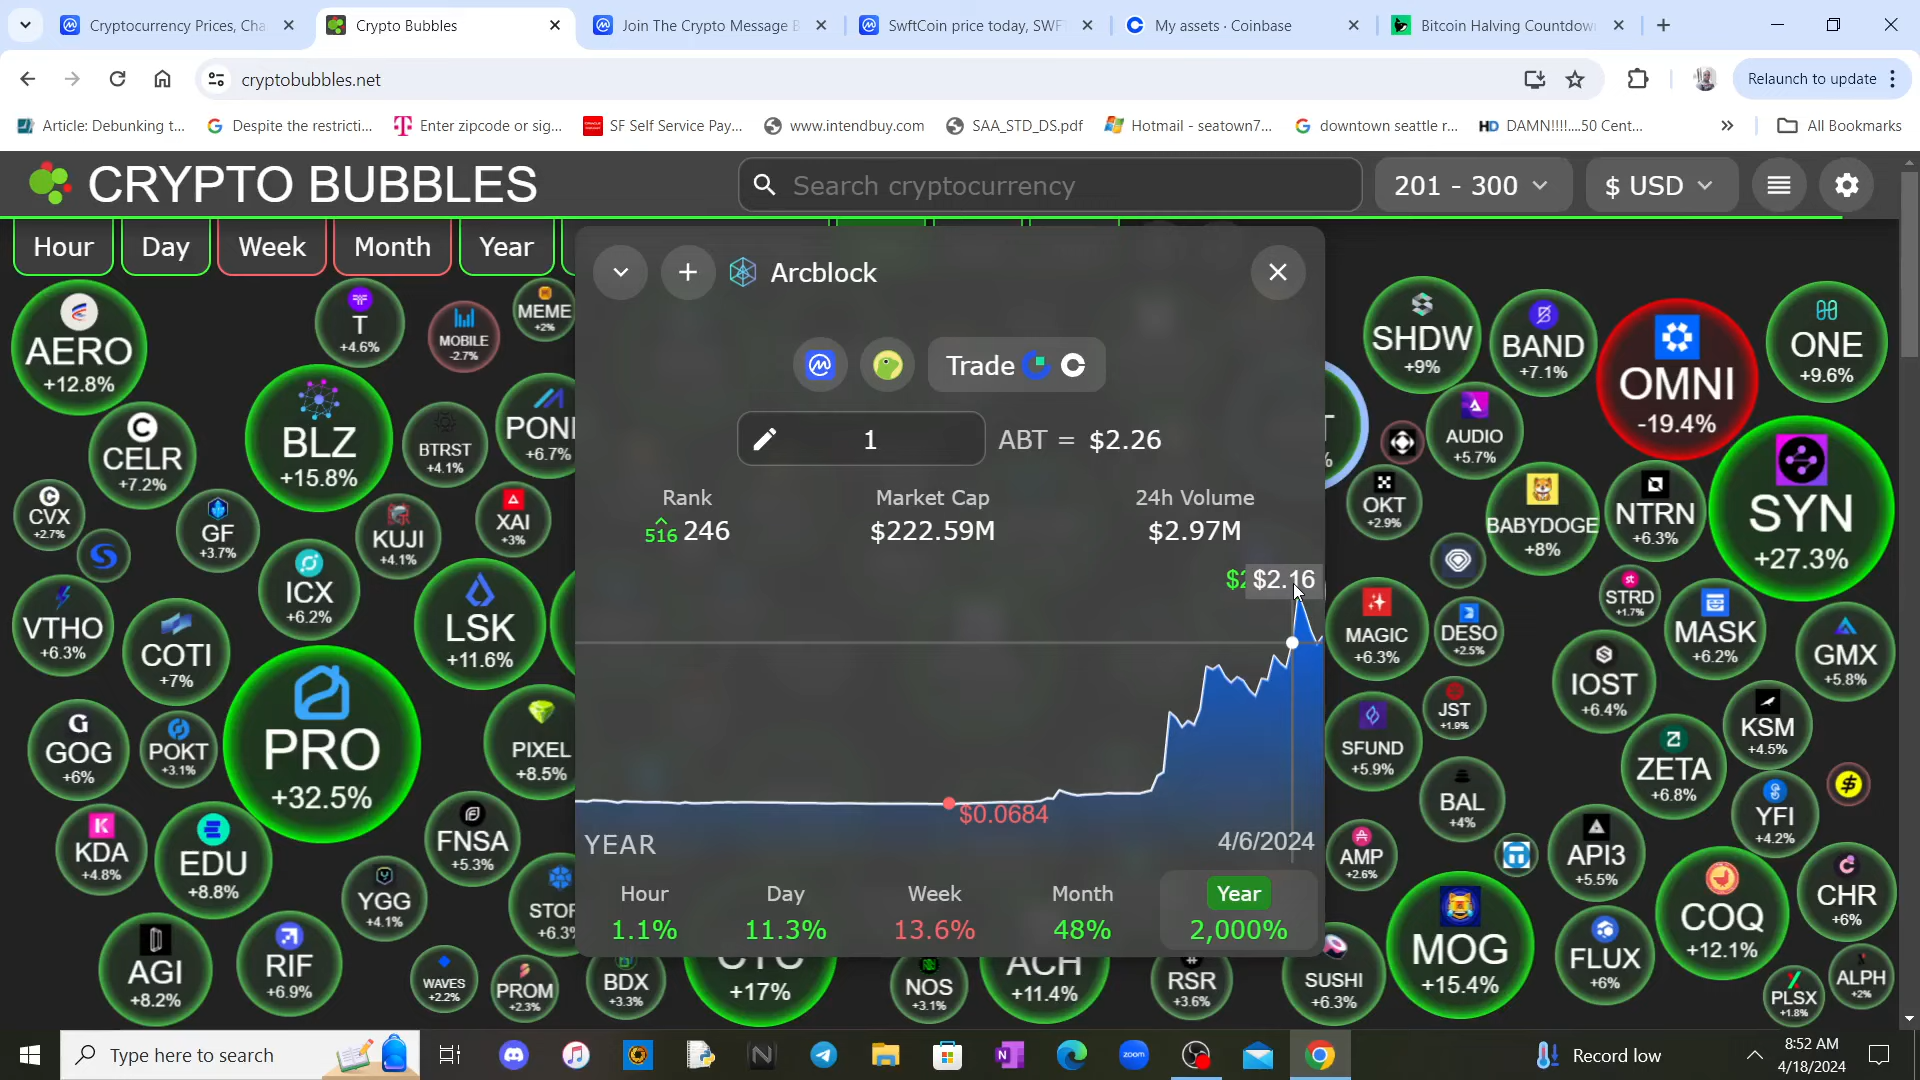 Cryptocurrency Prices, Cha
Crypto Bubbles
Join The Crypto Message B
SwftCoin price today, SWF
My assets · Coinbase
Bitcoin Halving Countdow
cryptobubbles.net
Relaunch to update
Article: Debunking t...
Despite the restricti...
Enter zipcode or sig...
SF Self Service Pay...
www.intendbuy.com
SAA_STD_DS.pdf
Hotmail - seatown7...
downtown seattle r...
HD DAMN!!!!....50 Cent...
All Bookmarks
CRYPTO BUBBLES
Search cryptocurrency
201 - 300
$ USD
Hour
Day
Week
Month
Year
Arcblock
Trade
1
ABT = $2.26
Rank
516 246
Market Cap
$222.59M
24h Volume
$2.97M
$2.16
$0.0684
YEAR
4/6/2024
Hour
1.1%
Day
11.3%
Week
13.6%
Month
48%
Year
2,000%
AERO
+12.8%
T
+4.6%
MOBILE
-2.7%
MEME
+2%
BLZ
+15.8%
CELR
+7.2%
BTRST
+4.1%
PON
+6.7%
CVX
+2.7%
GF
+3.7%
KUJI
+4.1%
XAI
+3%
ICX
+6.2%
VTHO
+6.3%
COTI
+7%
LSK
+11.6%
PRO
+32.5%
GOG
+6%
POKT
+3.1%
PIXEL
+8.5%
KDA
+4.8%
EDU
+8.8%
FNSA
+5.3%
YGG
+4.1%
STOR
+6.3%
AGI
+8.2%
RIF
+6.9%
WAVES
+2.2%
PROM
+2.3%
BDX
+3.3%
+17%
NOS
+3.1%
ACH
+11.4%
RSR
+3.6%
SHDW
+9%
BAND
+7.1%
OMNI
-19.4%
ONE
+9.6%
AUDIO
+5.7%
OKT
+2.9%
BABYDOGE
+8%
NTRN
+6.3%
SYN
+27.3%
STRD
+1.7%
MAGIC
+6.3%
DESO
+2.5%
MASK
+6.2%
GMX
+5.8%
IOST
+6.4%
JST
+1.9%
KSM
+4.5%
SFUND
+5.9%
ZETA
+6.8%
BAL
+4%
YFI
+4.2%
AMP
+2.6%
API3
+5.5%
CHR
+6%
COQ
+12.1%
MOG
+15.4%
FLUX
+6%
SUSHI
+6.3%
PLSX
+1.8%
ALPH
+2%
Type here to search
zoom
Record low
8:52 AM
4/18/2024